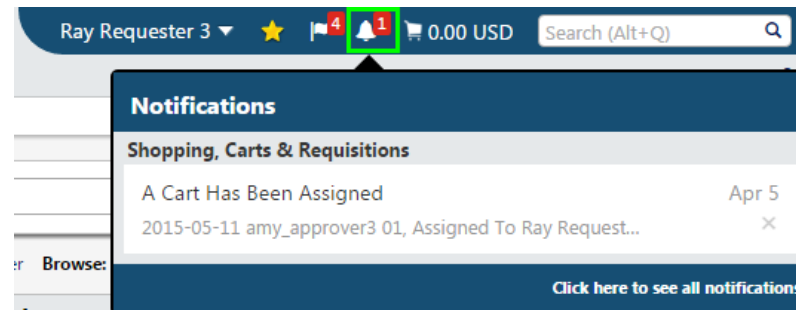 Ray Requester 3 4 1 0.00 USD Search (Alt+Q)
Notifications
Shopping, Carts & Requisitions
A Cart Has Been Assigned Apr 5
2015-05-11 amy_approver3 01, Assigned To Ray Request...
er Browse:
Click here to see all notifications